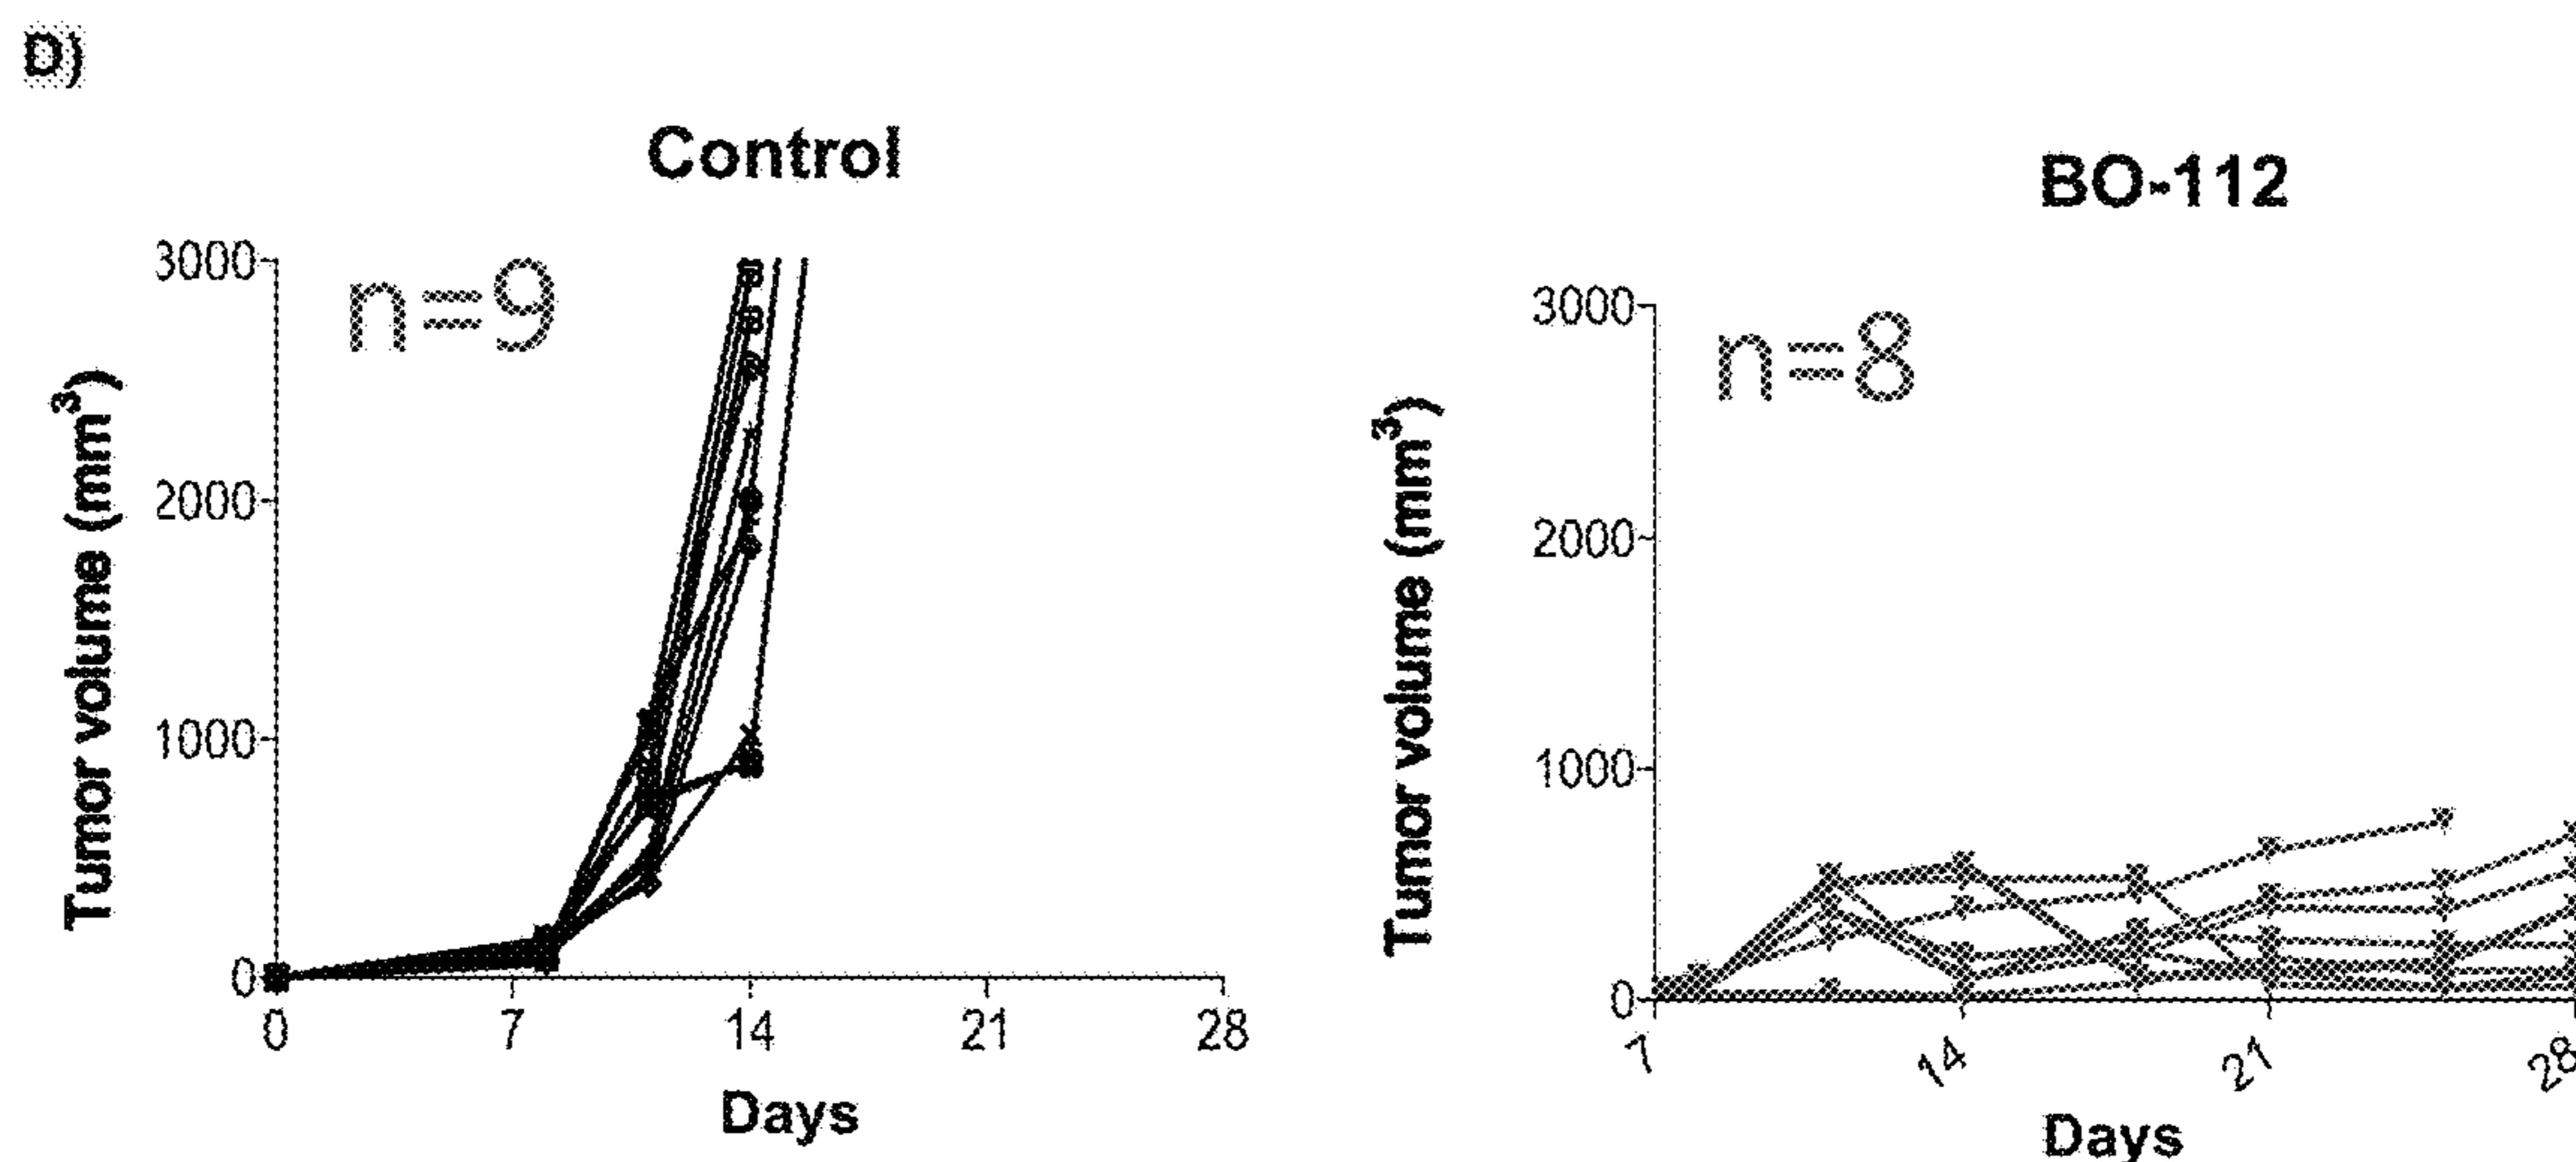 D)
Control
n=9
Tumor volume (mm³)
3000
2000
1000
0
0 7 14 21 28
Days
BO-112
n=8
Tumor volume (mm³)
3000
2000
1000
0
7 14 21 28
Days